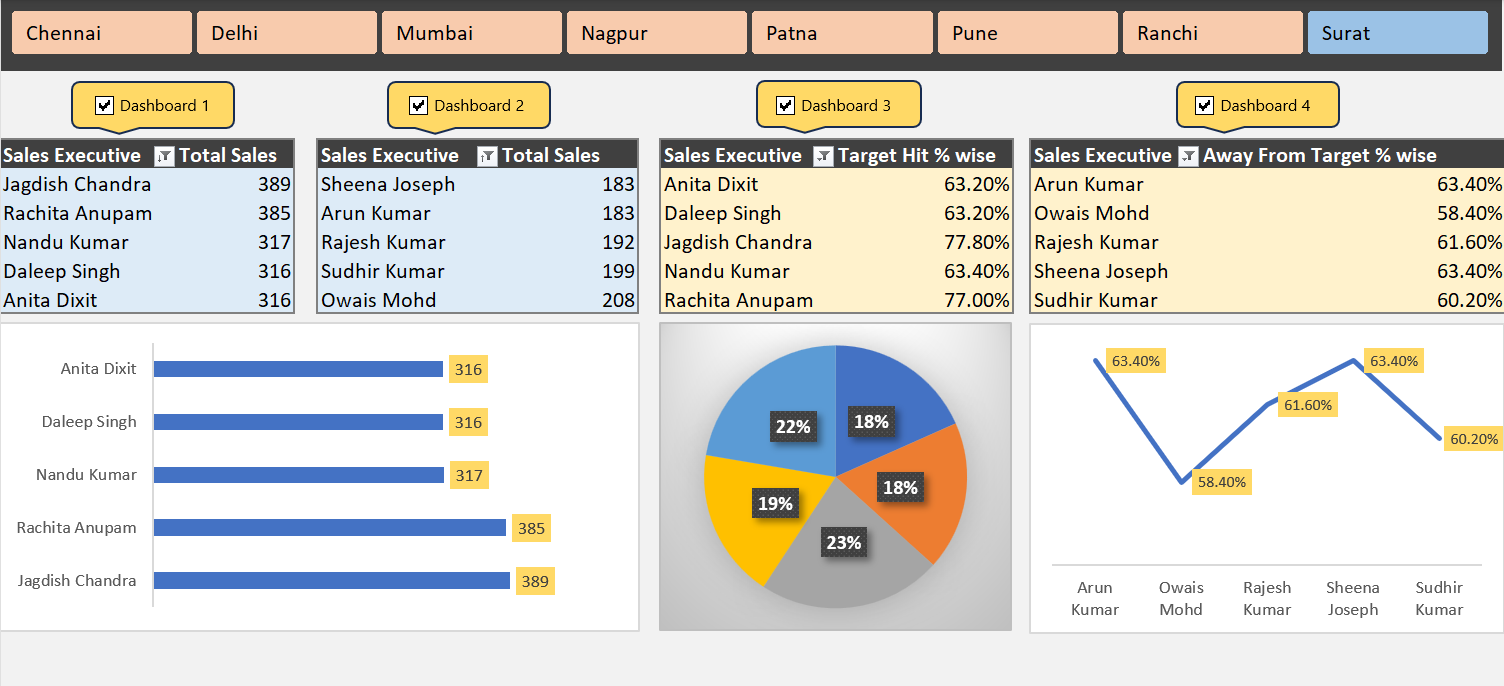 Chennai Delhi Mumbai Nagpur Patna Pune Ranchi Surat
Dashboard 1 Dashboard 2 Dashboard 3 Dashboard 4
Sales Executive Total Sales
Jagdish Chandra 389
Rachita Anupam 385
Nandu Kumar 317
Daleep Singh 316
Anita Dixit 316
Sales Executive Total Sales
Sheena Joseph 183
Arun Kumar 183
Rajesh Kumar 192
Sudhir Kumar 199
Owais Mohd 208
Sales Executive Target Hit % wise
Anita Dixit 63.20%
Daleep Singh 63.20%
Jagdish Chandra 77.80%
Nandu Kumar 63.40%
Rachita Anupam 77.00%
Sales Executive Away From Target % wise
Arun Kumar 63.40%
Owais Mohd 58.40%
Rajesh Kumar 61.60%
Sheena Joseph 63.40%
Sudhir Kumar 60.20%
Anita Dixit 316
Daleep Singh 316
Nandu Kumar 317
Rachita Anupam 385
Jagdish Chandra 389
22% 18%
18%
19%
23%
63.40% 63.40%
61.60%
60.20%
58.40%
Arun Owais Rajesh Sheena Sudhir
Kumar Mohd Kumar Joseph Kumar